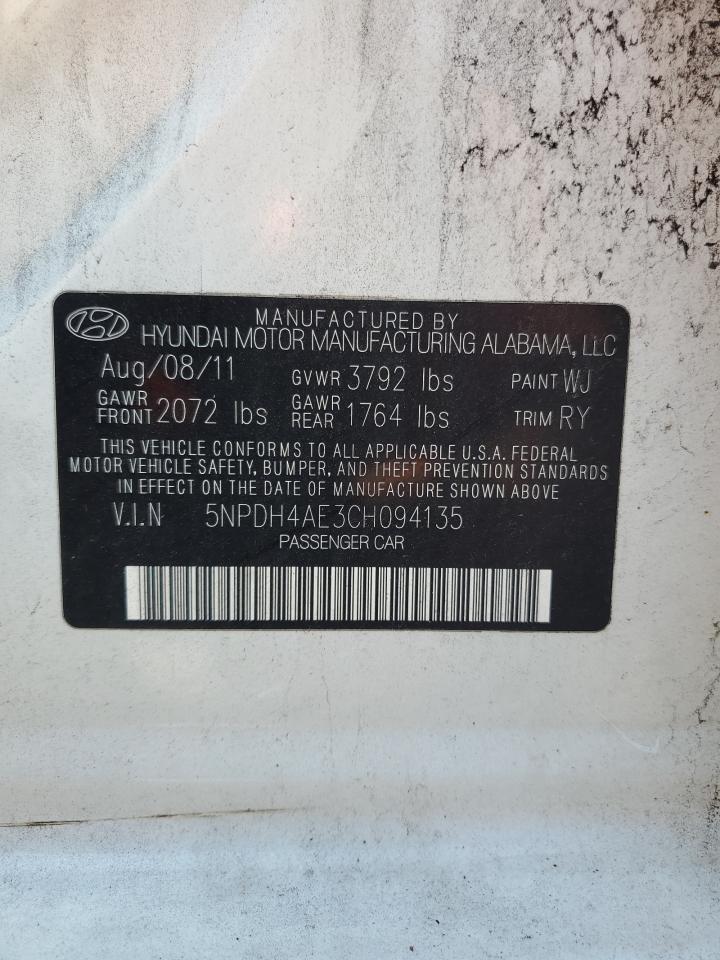 MANUFACTURED BY
HYUNDAI MOTOR MANUFACTURING ALABAMA, LLC
Aug/08/11 GVWR 3792 lbs PAINT WJ
GAWR FRONT 2072 lbs GAWR REAR 1764 lbs TRIM RY
THIS VEHICLE CONFORMS TO ALL APPLICABLE U.S.A. FEDERAL
MOTOR VEHICLE SAFETY, BUMPER, AND THEFT PREVENTION STANDARDS
IN EFFECT ON THE DATE OF MANUFACTURE SHOWN ABOVE
V.I.N 5NPDH4AE3CH094135
PASSENGER CAR